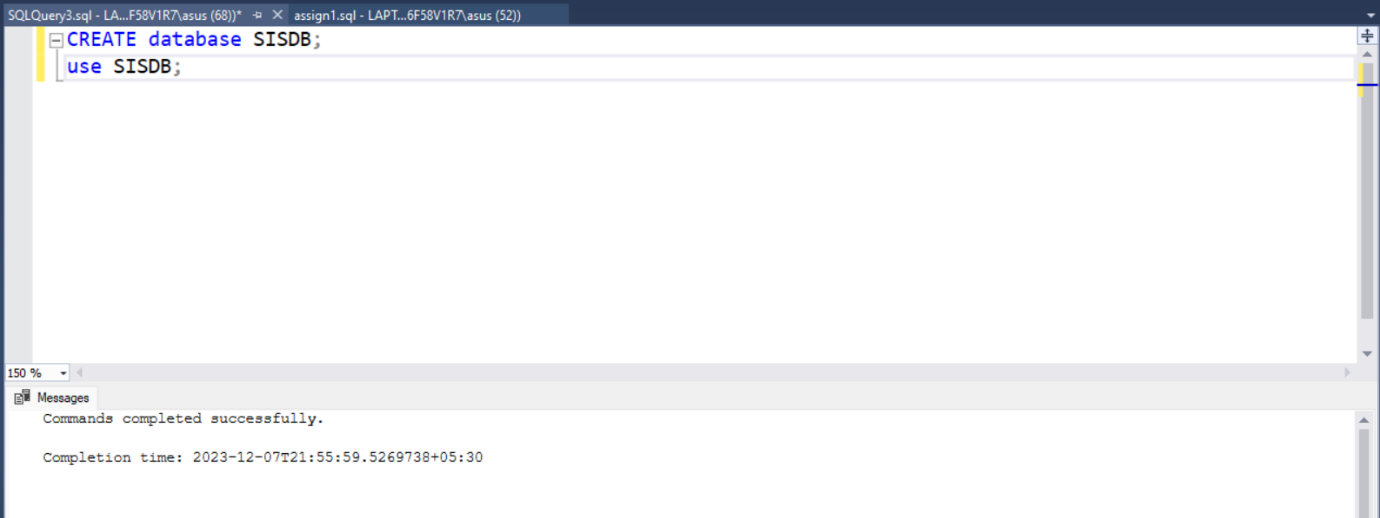 SQLQuery3.sql - LA...F58V1R7\asus (68))* assign1.sql - LAPT...6F58V1R7\asus (52))
CREATE database SISDB;
use SISDB;
150 %
Messages
Commands completed successfully.
Completion time: 2023-12-07T21:55:59.5269738+05:30